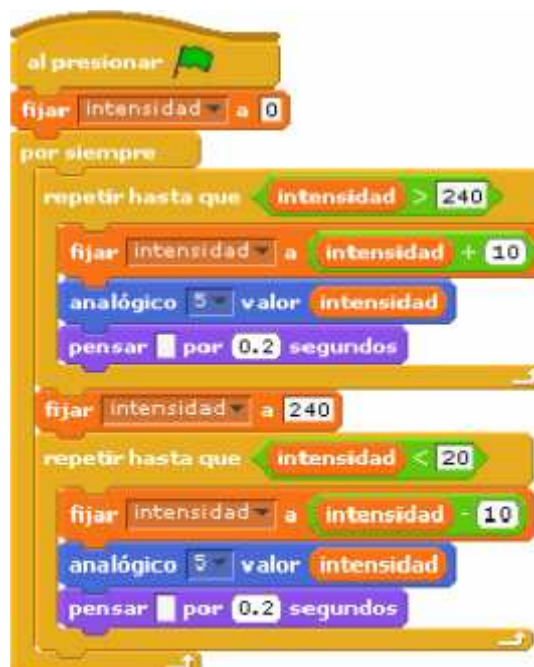 al presionar
fijar intensidad a 0
por siempre
repetir hasta que intensidad > 240
fijar intensidad a intensidad + 10
analógico 5 valor intensidad
pensar por 0.2 segundos
fijar intensidad a 240
repetir hasta que intensidad < 20
fijar intensidad a intensidad - 10
analógico 5 valor intensidad
pensar por 0.2 segundos